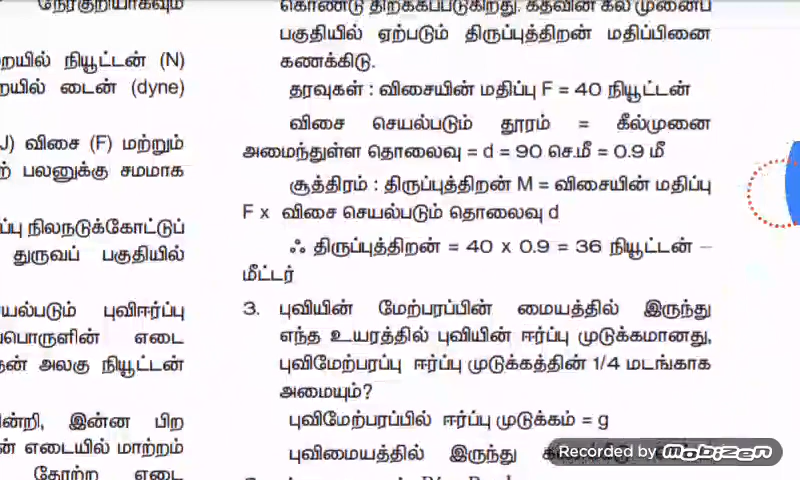 நேர்குறியாகவும்
றையில் நியூட்டன் (N)
றையில் டைன் (dyne)
J) விசை (F) மற்றும்
ற் பலனுக்கு சமமாக
ப்பு நிலநடுக்கோட்டுப்
துருவப் பகுதியில்
யல்படும் புவிஈர்ப்பு
பபொருளின் எடை
தன் அலகு நியூட்டன்
ன்றி, இன்ன பிற
ன் எடையில் மாற்றம்
தோற்ற எடை
கொண்டு திறக்கப்படுகிறது. கதவின் கீல் முனைப்
பகுதியில் ஏற்படும் திருப்புத்திறன் மதிப்பினை
கணக்கிடு.
தரவுகள் : விசையின் மதிப்பு F = 40 நியூட்டன்
விசை செயல்படும் தூரம் = கீல்முனை
அமைந்துள்ள தொலைவு = d = 90 செ.மீ = 0.9 மீ
சூத்திரம் : திருப்புத்திறன் M = விசையின் மதிப்பு
F x விசை செயல்படும் தொலைவு d
ஃ திருப்புத்திறன் = 40 x 0.9 = 36 நியூட்டன் –
மீட்டர்
3. புவியின் மேற்பரப்பின் மையத்தில் இருந்து
எந்த உயரத்தில் புவியின் ஈர்ப்பு முடுக்கமானது,
புவிமேற்பரப்பு ஈர்ப்பு முடுக்கத்தின் 1/4 மடங்காக
அமையும்?
புவிமேற்பரப்பில் ஈர்ப்பு முடுக்கம் = g
புவிமையத்தில் இருந்து
Recorded by mobizen